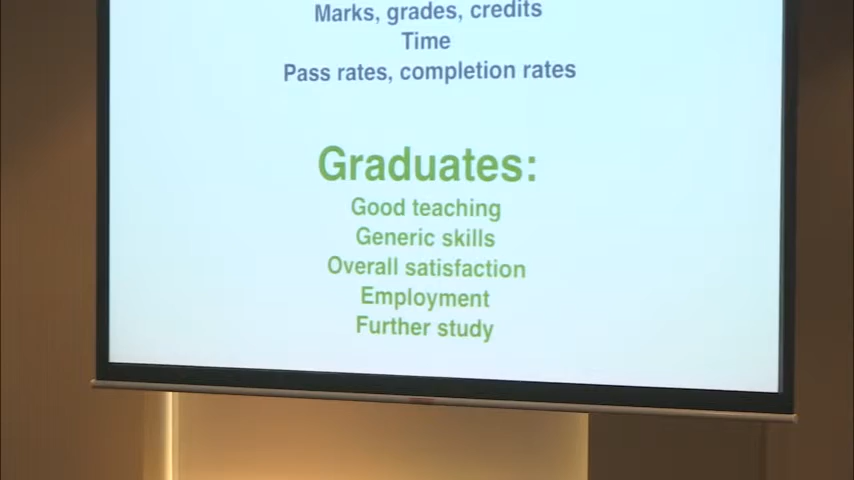 Marks, grades, credits
Time
Pass rates, completion rates
Graduates:
Good teaching
Generic skills
Overall satisfaction
Employment
Further study